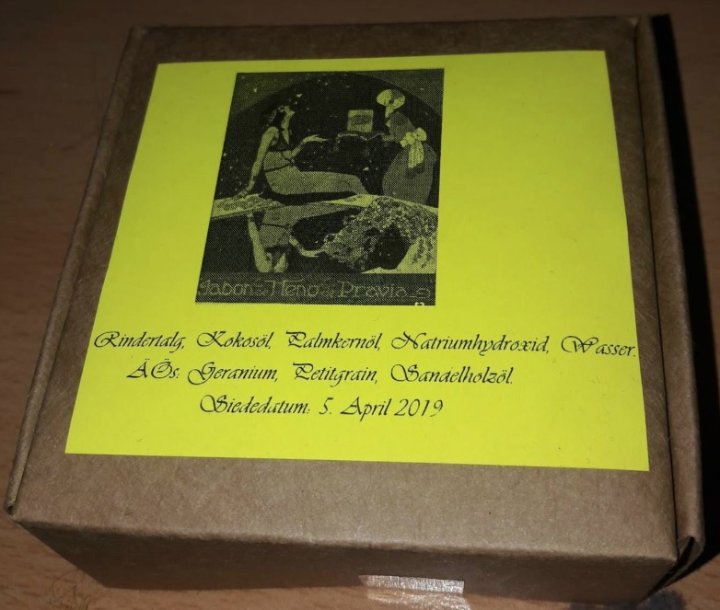 Jabon Heno de Pravia
Rindertalg, Kokosöl, Palmkernöl, Natriumhydroxid, Wasser.
ÄÖs: Geranium, Petitgrain, Sandelholzöl.
Siededatum: 5. April 2019